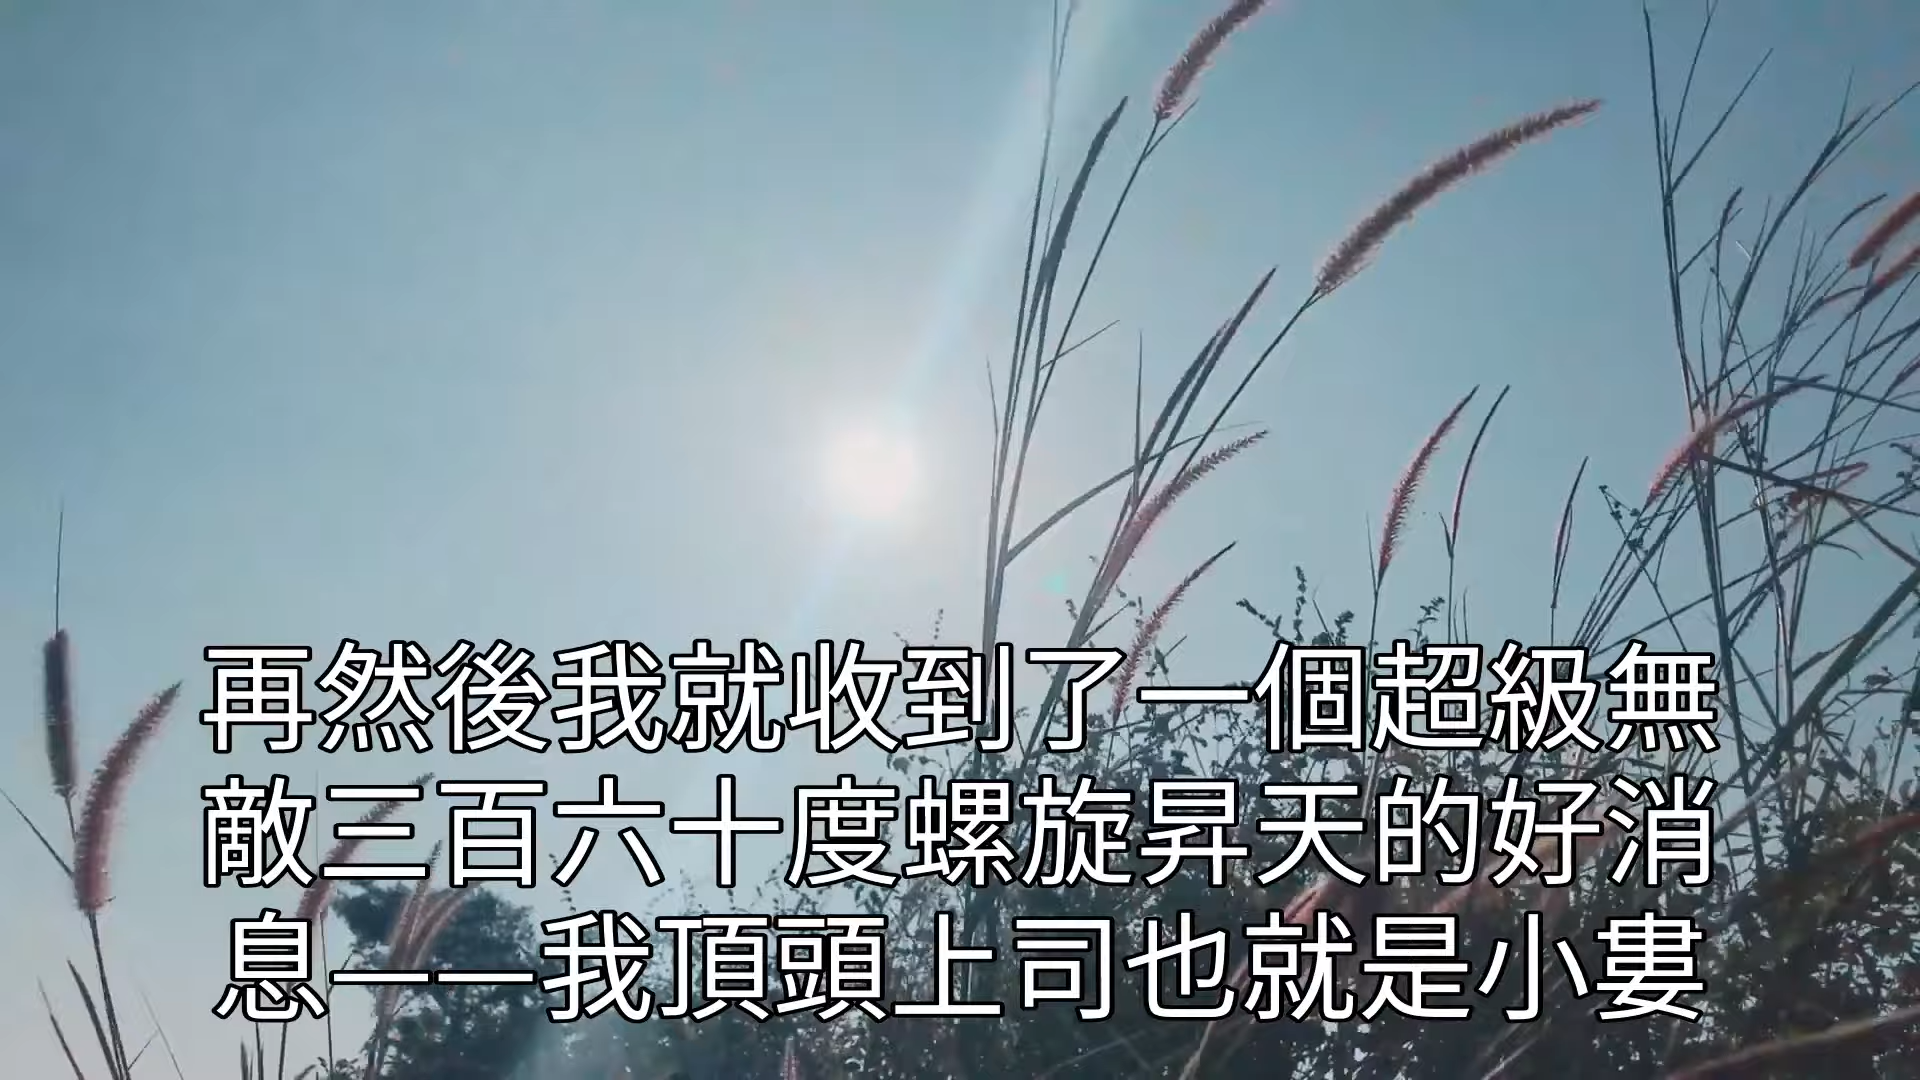 再然後我就收到了一個超級無
敵三百六十度螺旋昇天的好消
息——我頂頭上司也就是小婁